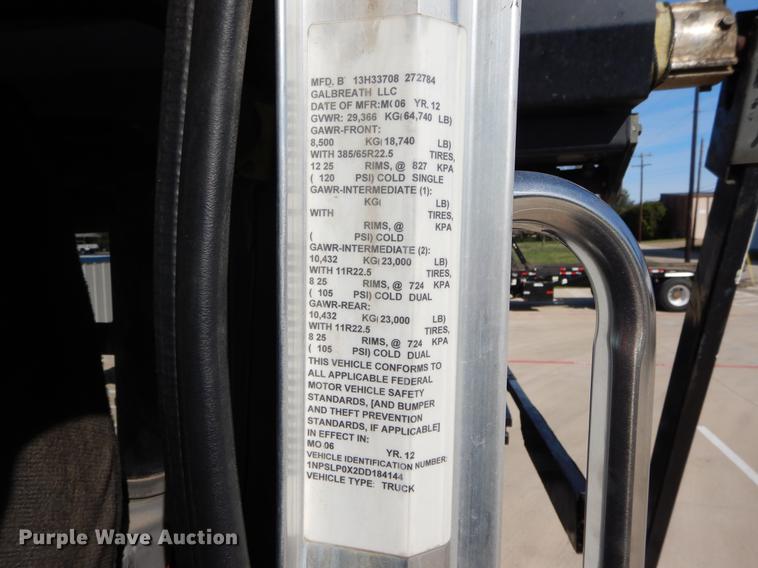 MFD. B 13H33708 272784
GALBREATH LLC
DATE OF MFR:MO 06 YR. 12
GVWR: 29,366 KG(64,740 LB)
GAWR-FRONT:
8,500 KG(18,740 LB)
WITH 385/65R22.5 TIRES,
12 25 RIMS, @ 827 KPA
( 120 PSI) COLD SINGLE
GAWR-INTERMEDIATE (1):
KG( LB)
WITH TIRES,
RIMS, @ KPA
( PSI) COLD
GAWR-INTERMEDIATE (2):
10,432 KG(23,000 LB)
WITH 11R22.5 TIRES,
8 25 RIMS, @ 724 KPA
( 105 PSI) COLD DUAL
GAWR-REAR:
10,432 KG(23,000 LB)
WITH 11R22.5 TIRES,
8 25 RIMS, @ 724 KPA
( 105 PSI) COLD DUAL
THIS VEHICLE CONFORMS TO
ALL APPLICABLE FEDERAL
MOTOR VEHICLE SAFETY
STANDARDS, [AND BUMPER
AND THEFT PREVENTION
STANDARDS, IF APPLICABLE]
IN EFFECT IN:
MO 06 YR. 12
VEHICLE IDENTIFICATION NUMBER:
1NPSLP0X2DD184144
VEHICLE TYPE: TRUCK
Purple Wave Auction